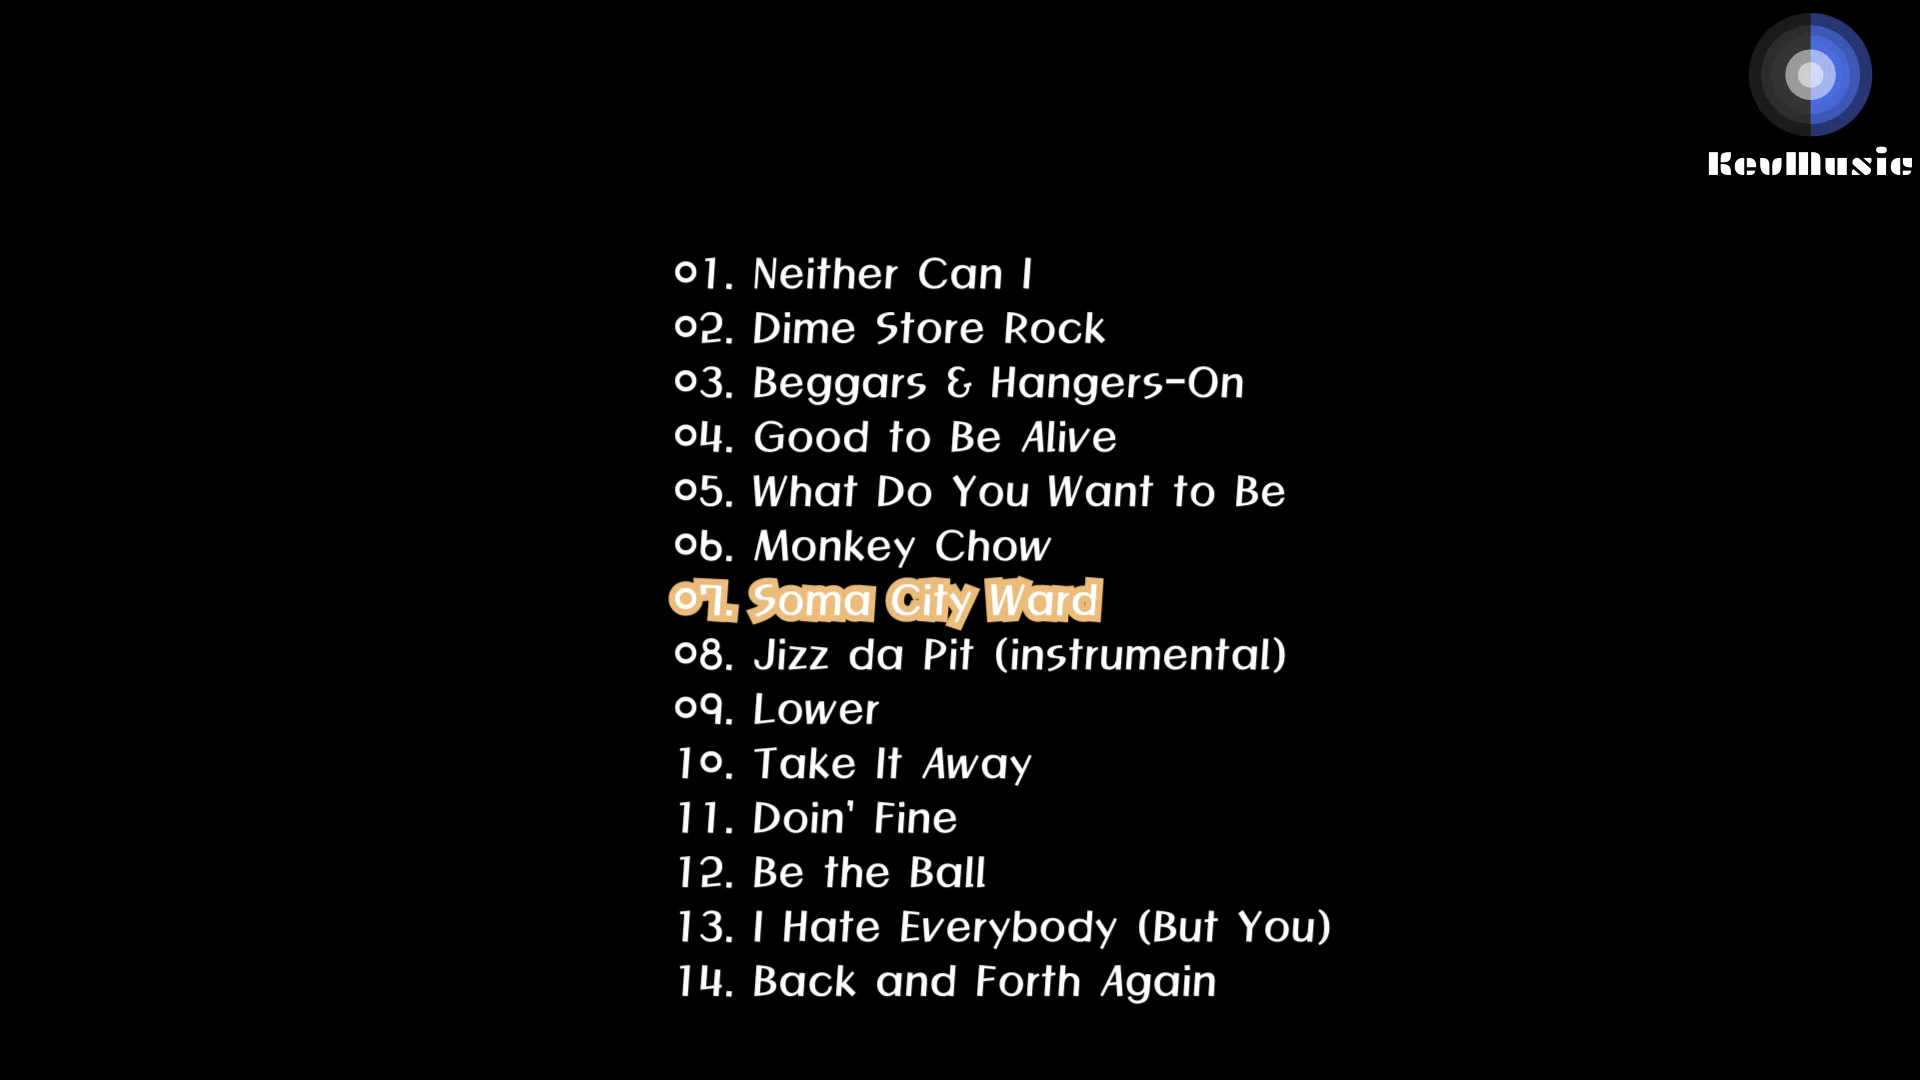 KevMusic
01. Neither Can I
02. Dime Store Rock
03. Beggars & Hangers-On
04. Good to Be Alive
05. What Do You Want to Be
06. Monkey Chow
07. Soma City Ward
08. Jizz da Pit (instrumental)
09. Lower
10. Take It Away
11. Doin' Fine
12. Be the Ball
13. I Hate Everybody (But You)
14. Back and Forth Again